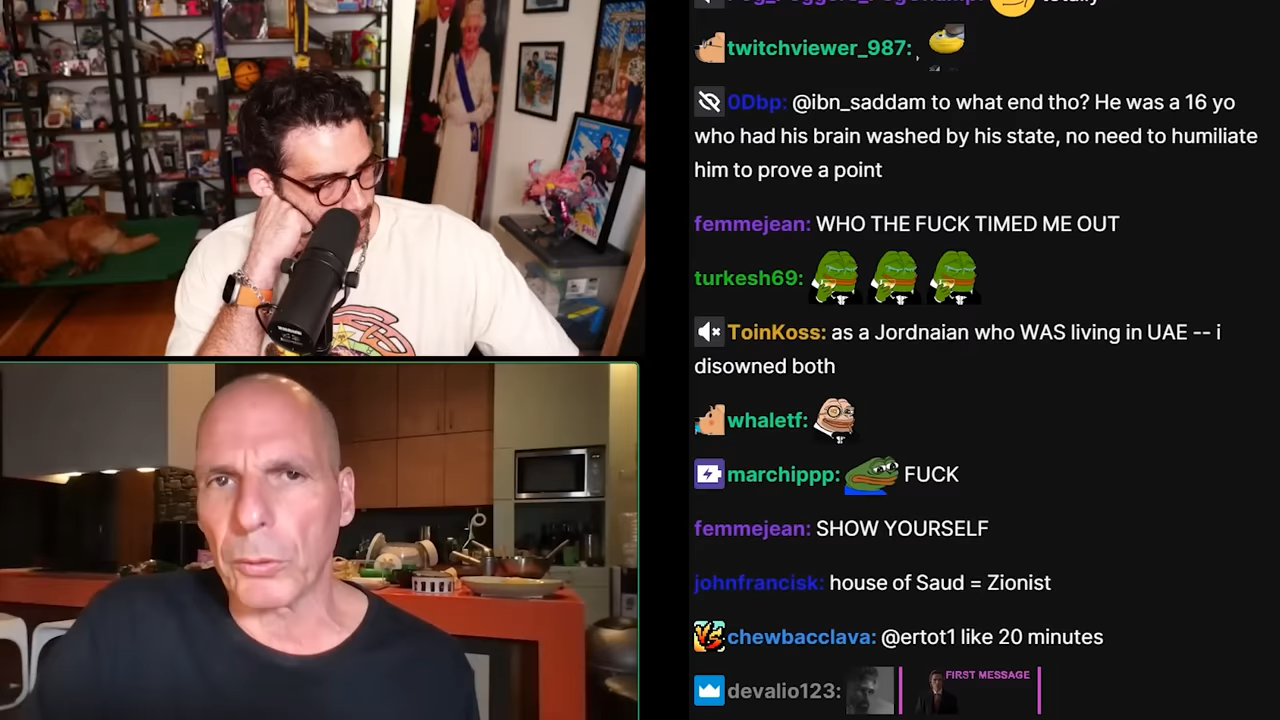 totally
twitchviewer_987: ,
0Dbp: @ibn_saddam to what end tho? He was a 16 yo
who had his brain washed by his state, no need to humiliate
him to prove a point
femmejean: WHO THE FUCK TIMED ME OUT
turkesh69:
ToinKoss: as a Jordnaian who WAS living in UAE -- i
disowned both
whaletf:
marchippp: FUCK
femmejean: SHOW YOURSELF
johnfrancisk: house of Saud = Zionist
chewbacclava: @ertot1 like 20 minutes
devalio123: FIRST MESSAGE